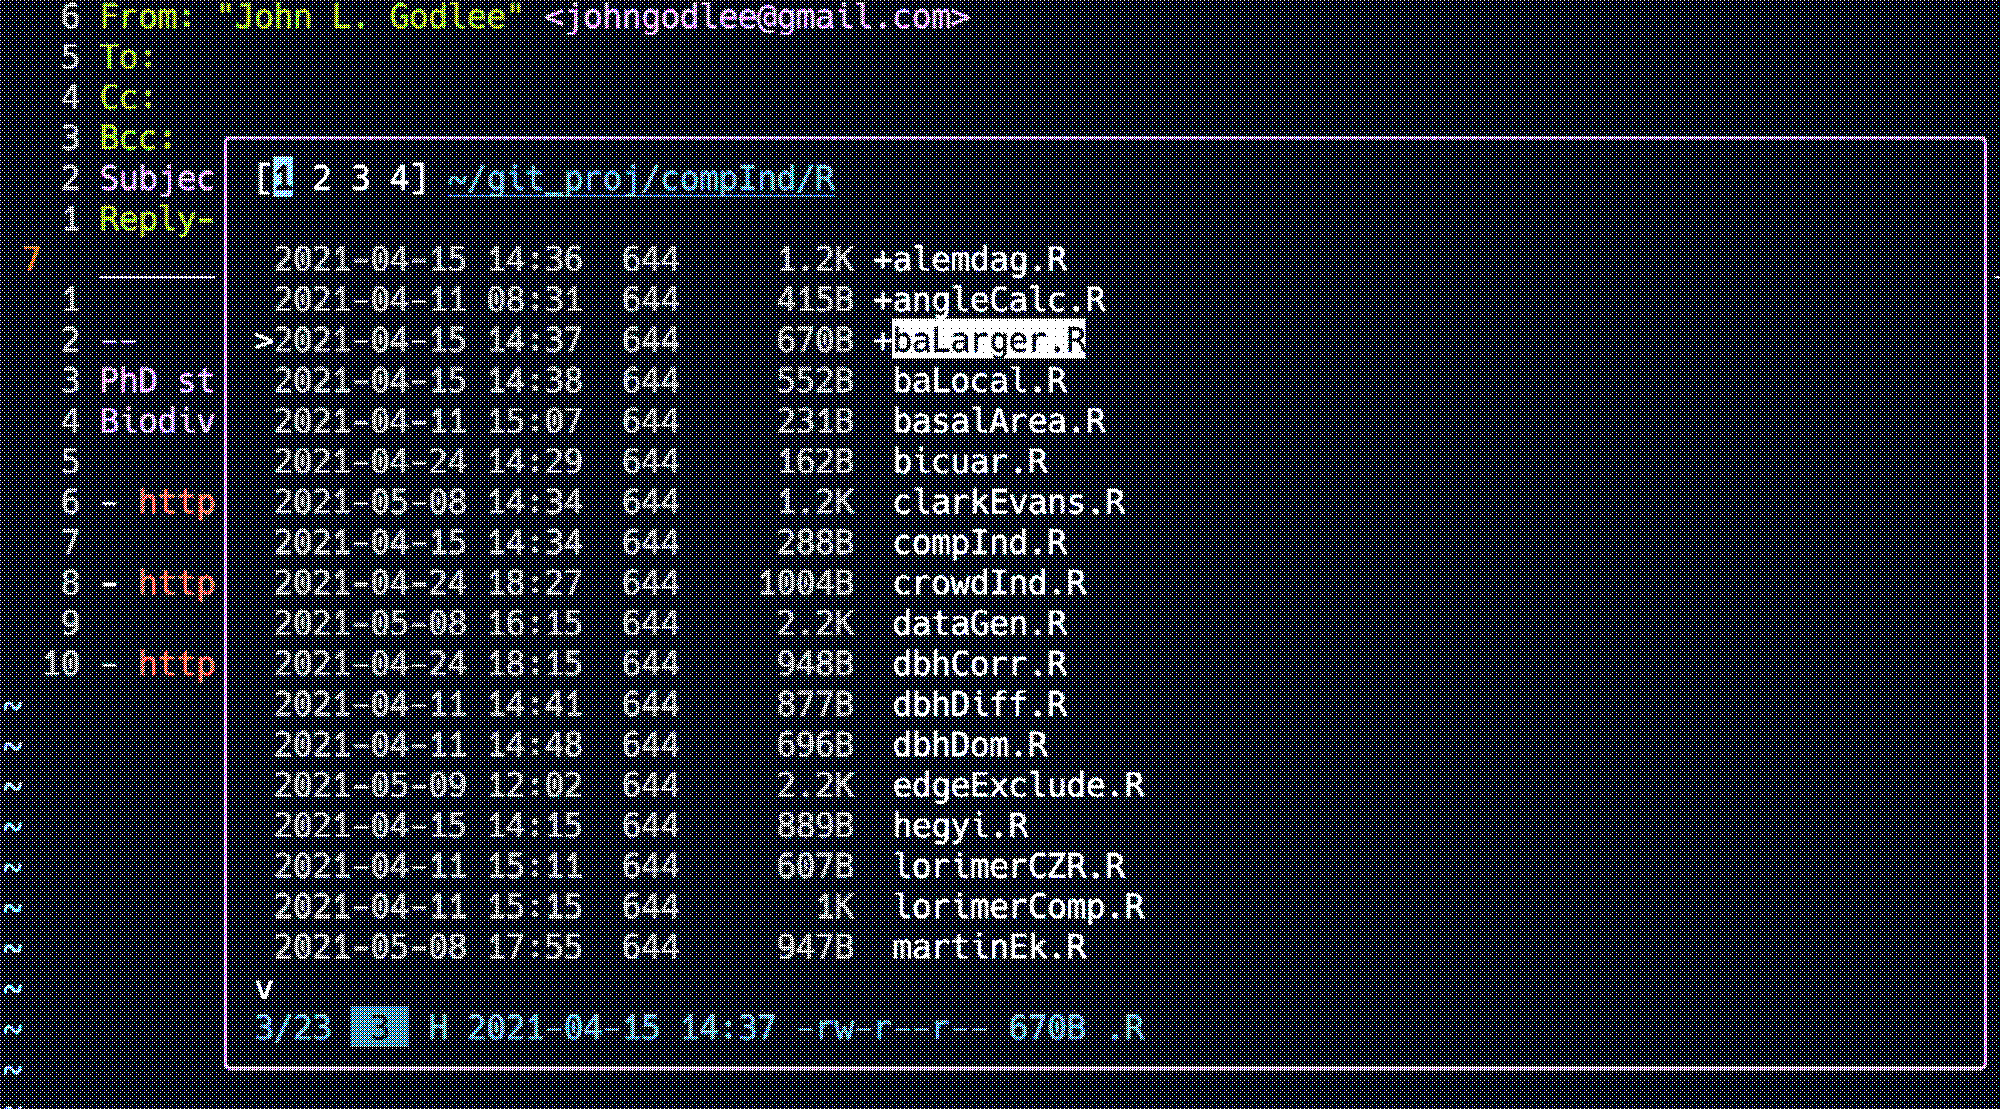 6 From: "John L. Godlee" <johngodlee@gmail.com>
5 To:
4 Cc:
3 Bcc:
2 Subjec
1 Reply-
7
1
2 --
3 PhD st
4 Biodiv
5
6 - http
7
8 - http
9
10 - http
~
~
~
~
~
~
~
~
~
~
[1 2 3 4] ~/git_proj/compInd/R
2021-04-15 14:36 644 1.2K +alemdag.R
2021-04-11 08:31 644 415B +angleCalc.R
>2021-04-15 14:37 644 670B +baLarger.R
2021-04-15 14:38 644 552B baLocal.R
2021-04-11 15:07 644 231B basalArea.R
2021-04-24 14:29 644 162B bicuar.R
2021-05-08 14:34 644 1.2K clarkEvans.R
2021-04-15 14:34 644 288B compInd.R
2021-04-24 18:27 644 1004B crowdInd.R
2021-05-08 16:15 644 2.2K dataGen.R
2021-04-24 18:18 644 948B dbhCorr.R
2021-04-11 14:41 644 877B dbhDiff.R
2021-04-11 14:48 644 696B dbhDom.R
2021-05-09 12:02 644 2.2K edgeExclude.R
2021-04-15 14:15 644 889B hegyi.R
2021-04-11 15:11 644 607B lorimerCZR.R
2021-04-11 15:15 644 1K lorimerComp.R
2021-05-08 17:55 644 947B martinEk.R
v
3/23 3 H 2021-04-15 14:37 -rw-r--r-- 670B .R